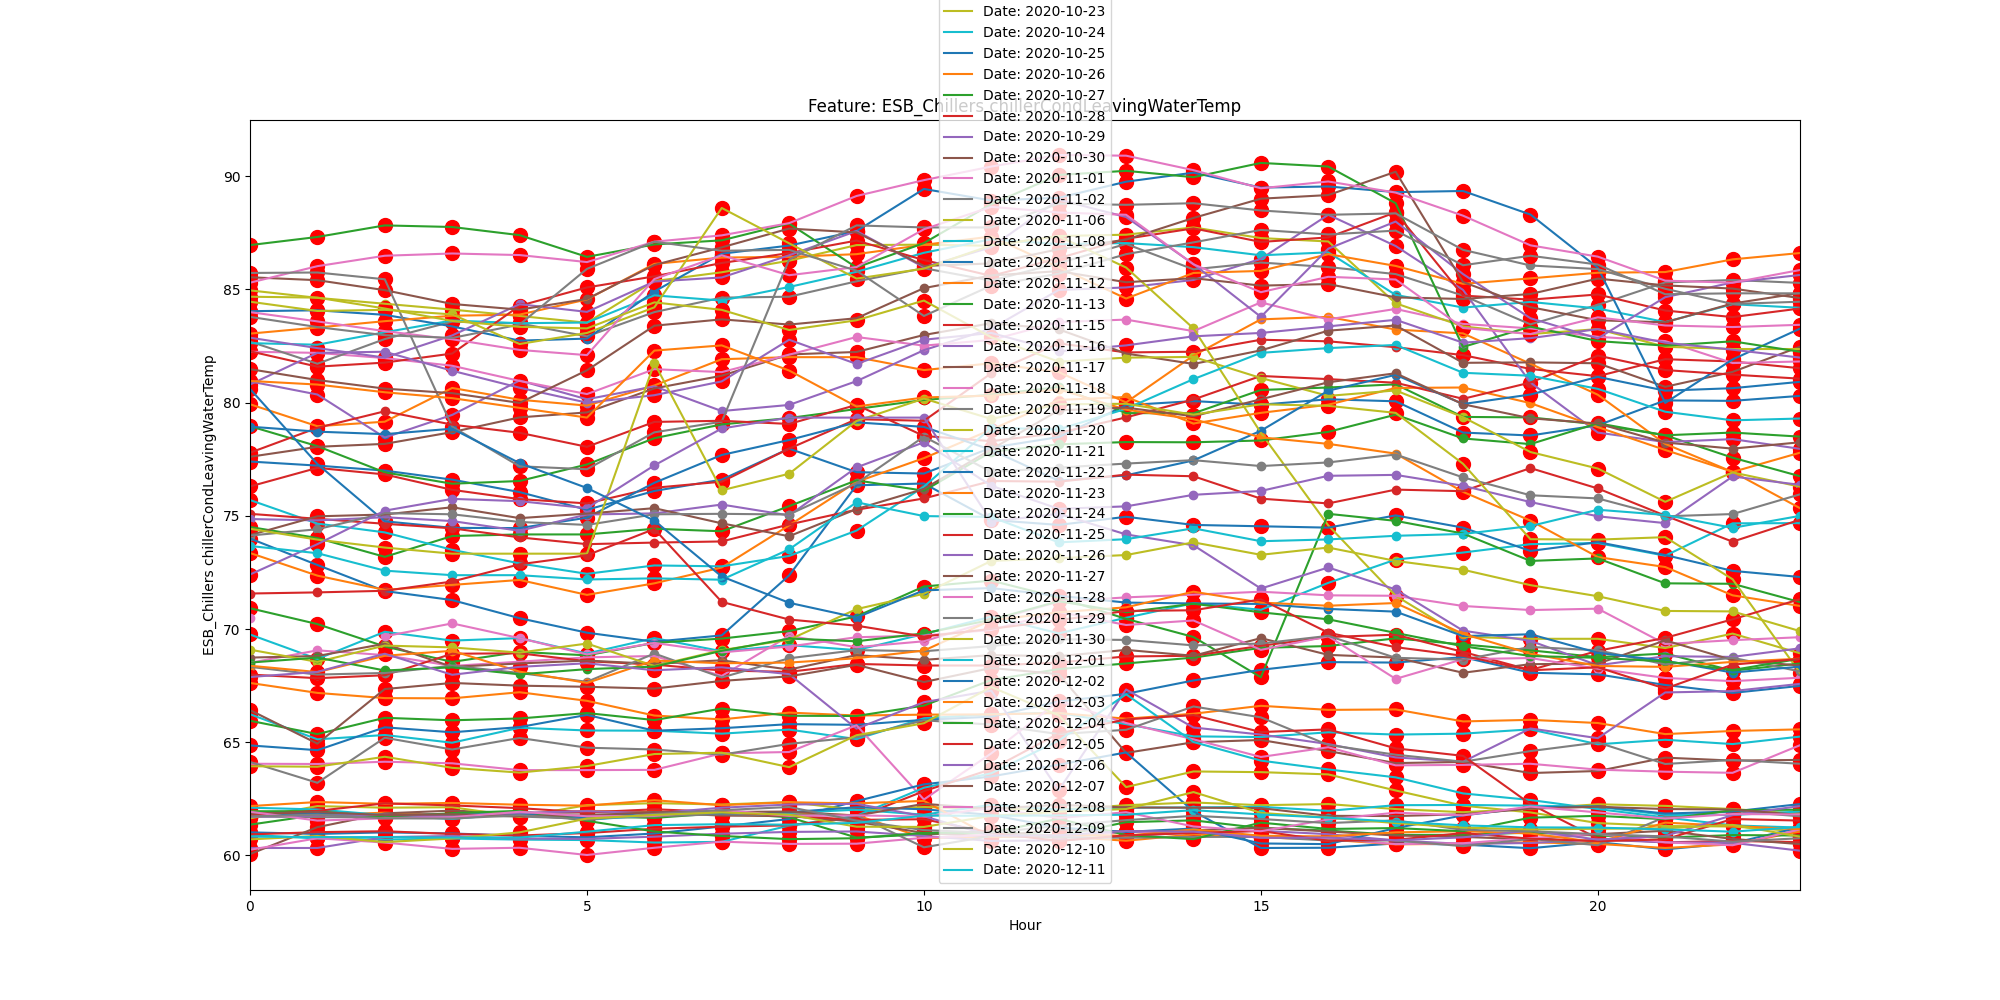 Date: 2020-10-23
Date: 2020-10-24
Date: 2020-10-25
Date: 2020-10-26
Date: 2020-10-27
Feature: ESB_Chillers chillerCondLeavingWaterTemp
Date: 2020-10-28
Date: 2020-10-29
Date: 2020-10-30
Date: 2020-11-01
Date: 2020-11-02
Date: 2020-11-06
Date: 2020-11-08
Date: 2020-11-11
Date: 2020-11-12
Date: 2020-11-13
Date: 2020-11-15
Date: 2020-11-16
Date: 2020-11-17
Date: 2020-11-18
Date: 2020-11-19
Date: 2020-11-20
Date: 2020-11-21
Date: 2020-11-22
Date: 2020-11-23
Date: 2020-11-24
Date: 2020-11-25
Date: 2020-11-26
Date: 2020-11-27
Date: 2020-11-28
Date: 2020-11-29
Date: 2020-11-30
Date: 2020-12-01
Date: 2020-12-02
Date: 2020-12-03
Date: 2020-12-04
Date: 2020-12-05
Date: 2020-12-06
Date: 2020-12-07
Date: 2020-12-08
Date: 2020-12-09
Date: 2020-12-10
Date: 2020-12-11
ESB_Chillers chillerCondLeavingWaterTemp
90
85
80
75
70
65
60
0
5
10
15
20
Hour